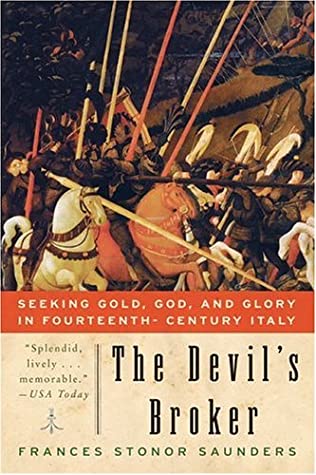 SEEKING GOLD, GOD, AND GLORY
IN FOURTEENTH- CENTURY ITALY
"Splendid,
lively . . .
memorable."
—USA Today
The Devil's
Broker
FRANCES STONOR SAUNDERS